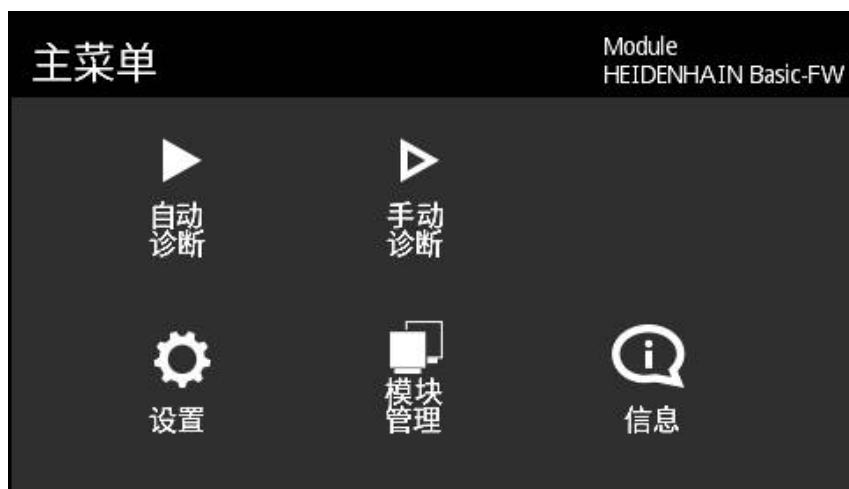 主菜单
Module
HEIDENHAIN Basic-FW
自动
诊断
手动
诊断
设置
模块
管理
信息